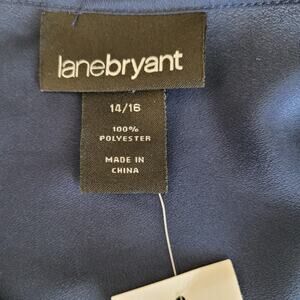 lanebryant
14/16
100%
POLYESTER
MADE IN
CHINA